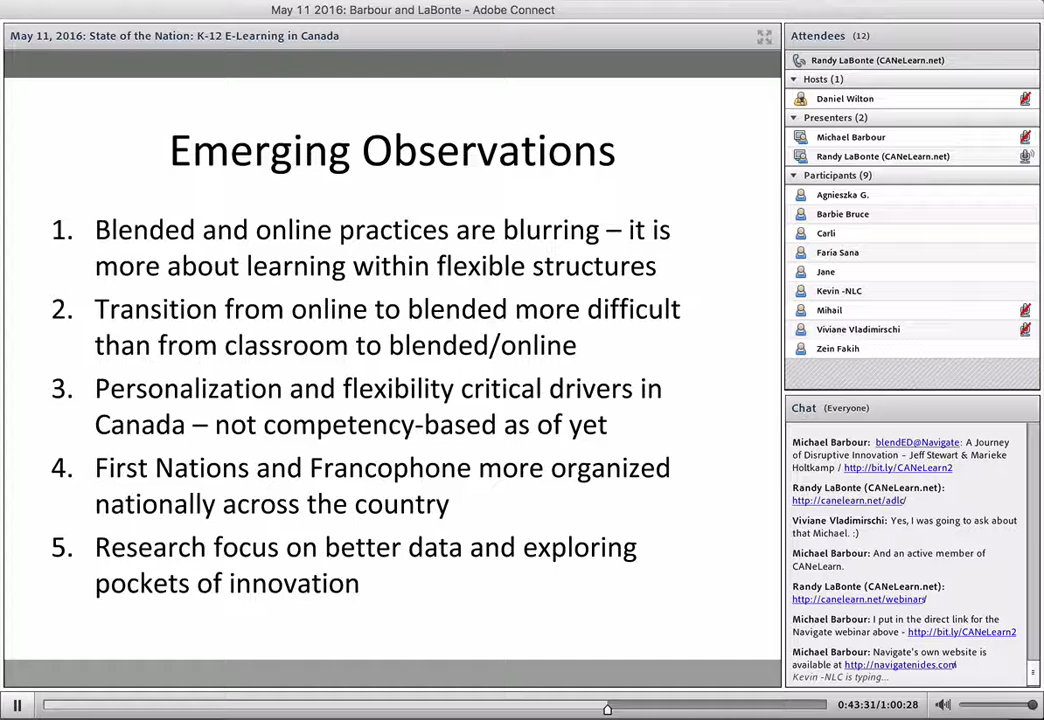 May 11 2016: Barbour and LaBonte - Adobe Connect
May 11, 2016: State of the Nation: K-12 E-Learning in Canada
Emerging Observations
1. Blended and online practices are blurring – it is
more about learning within flexible structures
2. Transition from online to blended more difficult
than from classroom to blended/online
3. Personalization and flexibility critical drivers in
Canada – not competency-based as of yet
4. First Nations and Francophone more organized
nationally across the country
5. Research focus on better data and exploring
pockets of innovation
Attendees (12)
Randy LaBonte (CANeLearn.net)
Hosts (1)
Daniel Wilton
Presenters (2)
Michael Barbour
Randy LaBonte (CANeLearn.net)
Participants (9)
Agnieszka G.
Barbie Bruce
Carli
Faria Sana
Jane
Kevin -NLC
Mihail
Viviane Vladimirschi
Zein Fakih
Chat (Everyone)
Michael Barbour: blendED@Navigate: A Journey
of Disruptive Innovation – Jeff Stewart & Marieke
Holtkamp / http://bit.ly/CANeLearn2
Randy LaBonte (CANeLearn.net):
http://canelearn.net/adlc/
Viviane Vladimirschi: Yes, I was going to ask about
that Michael. :)
Michael Barbour: And an active member of
CANeLearn.
Randy LaBonte (CANeLearn.net):
http://canelearn.net/webinars/
Michael Barbour: I put in the direct link for the
Navigate webinar above - http://bit.ly/CANeLearn2
Michael Barbour: Navigate's own website is
available at http://navigatenides.com/
Kevin -NLC is typing...
0:43:31/1:00:28